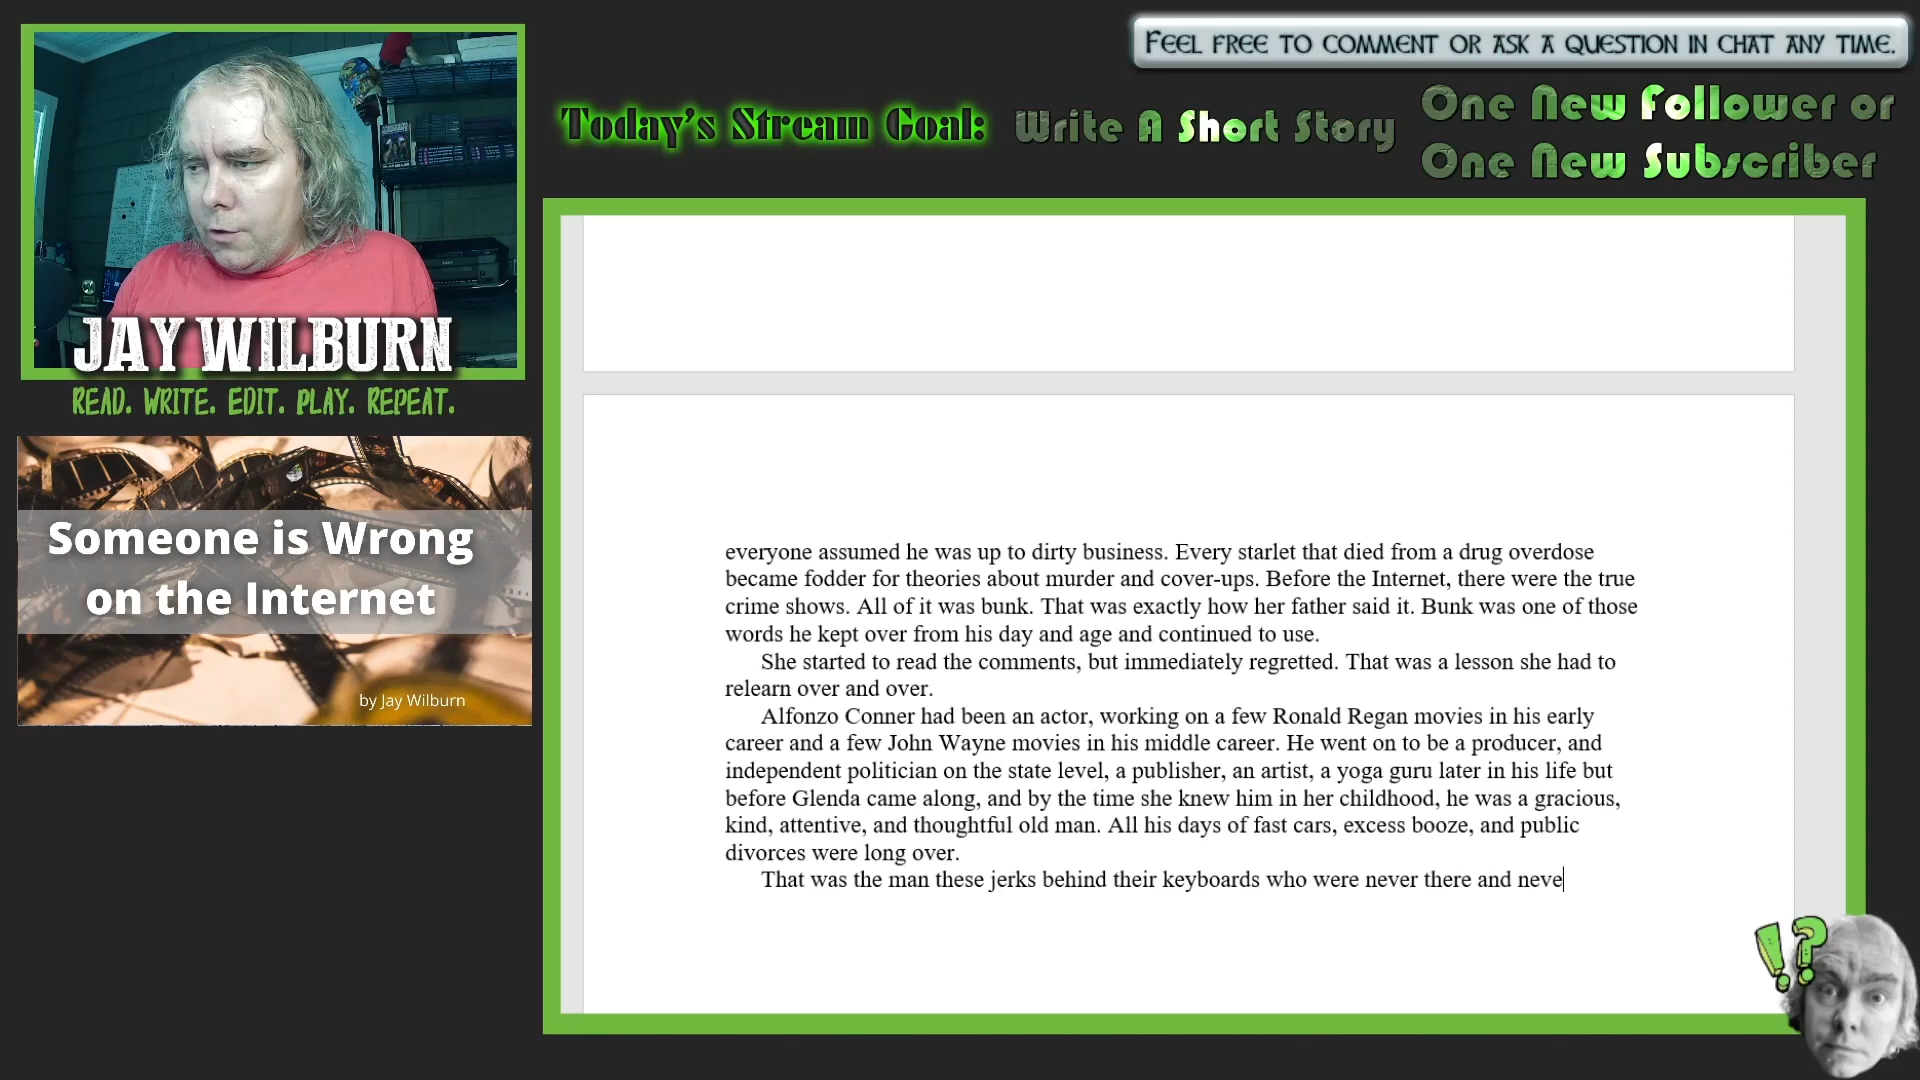 FEEL FREE TO COMMENT OR ASK A QUESTION IN CHAT ANY TIME.
Today's Stream Goal:
Write A Short Story
One New Follower or
One New Subscriber
JAY WILBURN
READ. WRITE. EDIT. PLAY. REPEAT.
Someone is Wrong
on the Internet
by Jay Wilburn
everyone assumed he was up to dirty business. Every starlet that died from a drug overdose
became fodder for theories about murder and cover-ups. Before the Internet, there were the true
crime shows. All of it was bunk. That was exactly how her father said it. Bunk was one of those
words he kept over from his day and age and continued to use.
She started to read the comments, but immediately regretted. That was a lesson she had to
relearn over and over.
Alfonzo Conner had been an actor, working on a few Ronald Regan movies in his early
career and a few John Wayne movies in his middle career. He went on to be a producer, and
independent politician on the state level, a publisher, an artist, a yoga guru later in his life but
before Glenda came along, and by the time she knew him in her childhood, he was a gracious,
kind, attentive, and thoughtful old man. All his days of fast cars, excess booze, and public
divorces were long over.
That was the man these jerks behind their keyboards who were never there and neve
!?